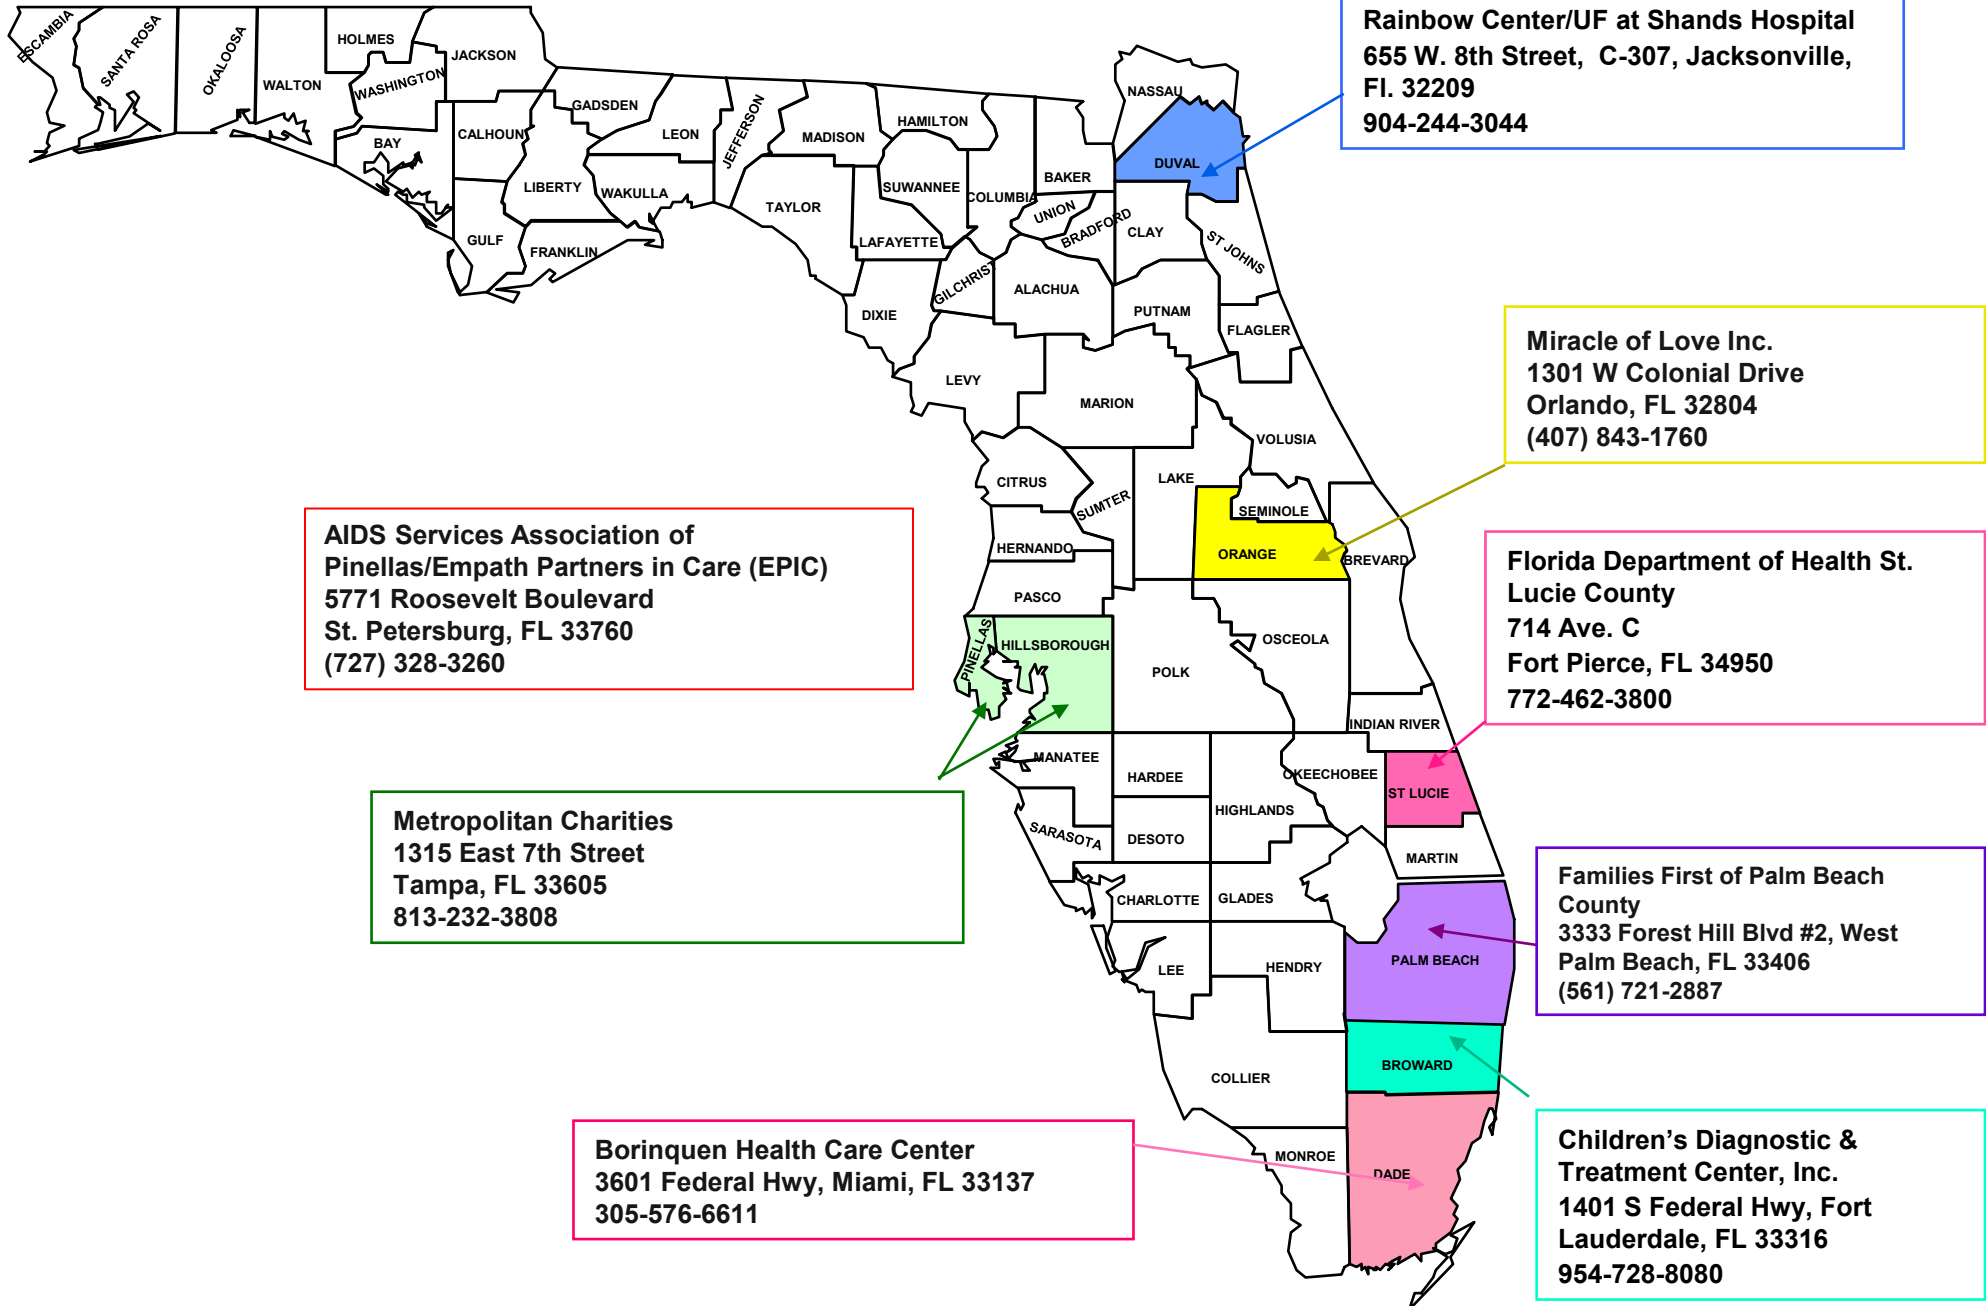 Rainbow Center/UF at Shands Hospital
655 W. 8th Street, C-307, Jacksonville,
Fl. 32209
904-244-3044
ESCAMBIA
SANTA ROSA
OKALOOSA
WALTON
HOLMES
WASHINGTON
JACKSON
BAY
CALHOUN
GULF
GADSDEN
LIBERTY
FRANKLIN
LEON
WAKULLA
JEFFERSON
MADISON
TAYLOR
HAMILTON
SUWANNEE
LAFAYETTE
DIXIE
COLUMBIA
GILCHRIST
BAKER
UNION
BRADFORD
ALACHUA
NASSAU
DUVAL
CLAY
ST JOHNS
PUTNAM
FLAGLER
LEVY
MARION
VOLUSIA
CITRUS
SUMTER
LAKE
SEMINOLE
ORANGE
BREVARD
HERNANDO
PASCO
PINELLAS
HILLSBOROUGH
POLK
OSCEOLA
INDIAN RIVER
MANATEE
HARDEE
HIGHLANDS
OKEECHOBEE
ST LUCIE
SARASOTA
DESOTO
MARTIN
CHARLOTTE
GLADES
LEE
HENDRY
PALM BEACH
COLLIER
BROWARD
MONROE
DADE
Miracle of Love Inc.
1301 W Colonial Drive
Orlando, FL 32804
(407) 843-1760
AIDS Services Association of
Pinellas/Empath Partners in Care (EPIC)
5771 Roosevelt Boulevard
St. Petersburg, FL 33760
(727) 328-3260
Florida Department of Health St.
Lucie County
714 Ave. C
Fort Pierce, FL 34950
772-462-3800
Metropolitan Charities
1315 East 7th Street
Tampa, FL 33605
813-232-3808
Families First of Palm Beach
County
3333 Forest Hill Blvd #2, West
Palm Beach, FL 33406
(561) 721-2887
Borinquen Health Care Center
3601 Federal Hwy, Miami, FL 33137
305-576-6611
Children’s Diagnostic &
Treatment Center, Inc.
1401 S Federal Hwy, Fort
Lauderdale, FL 33316
954-728-8080